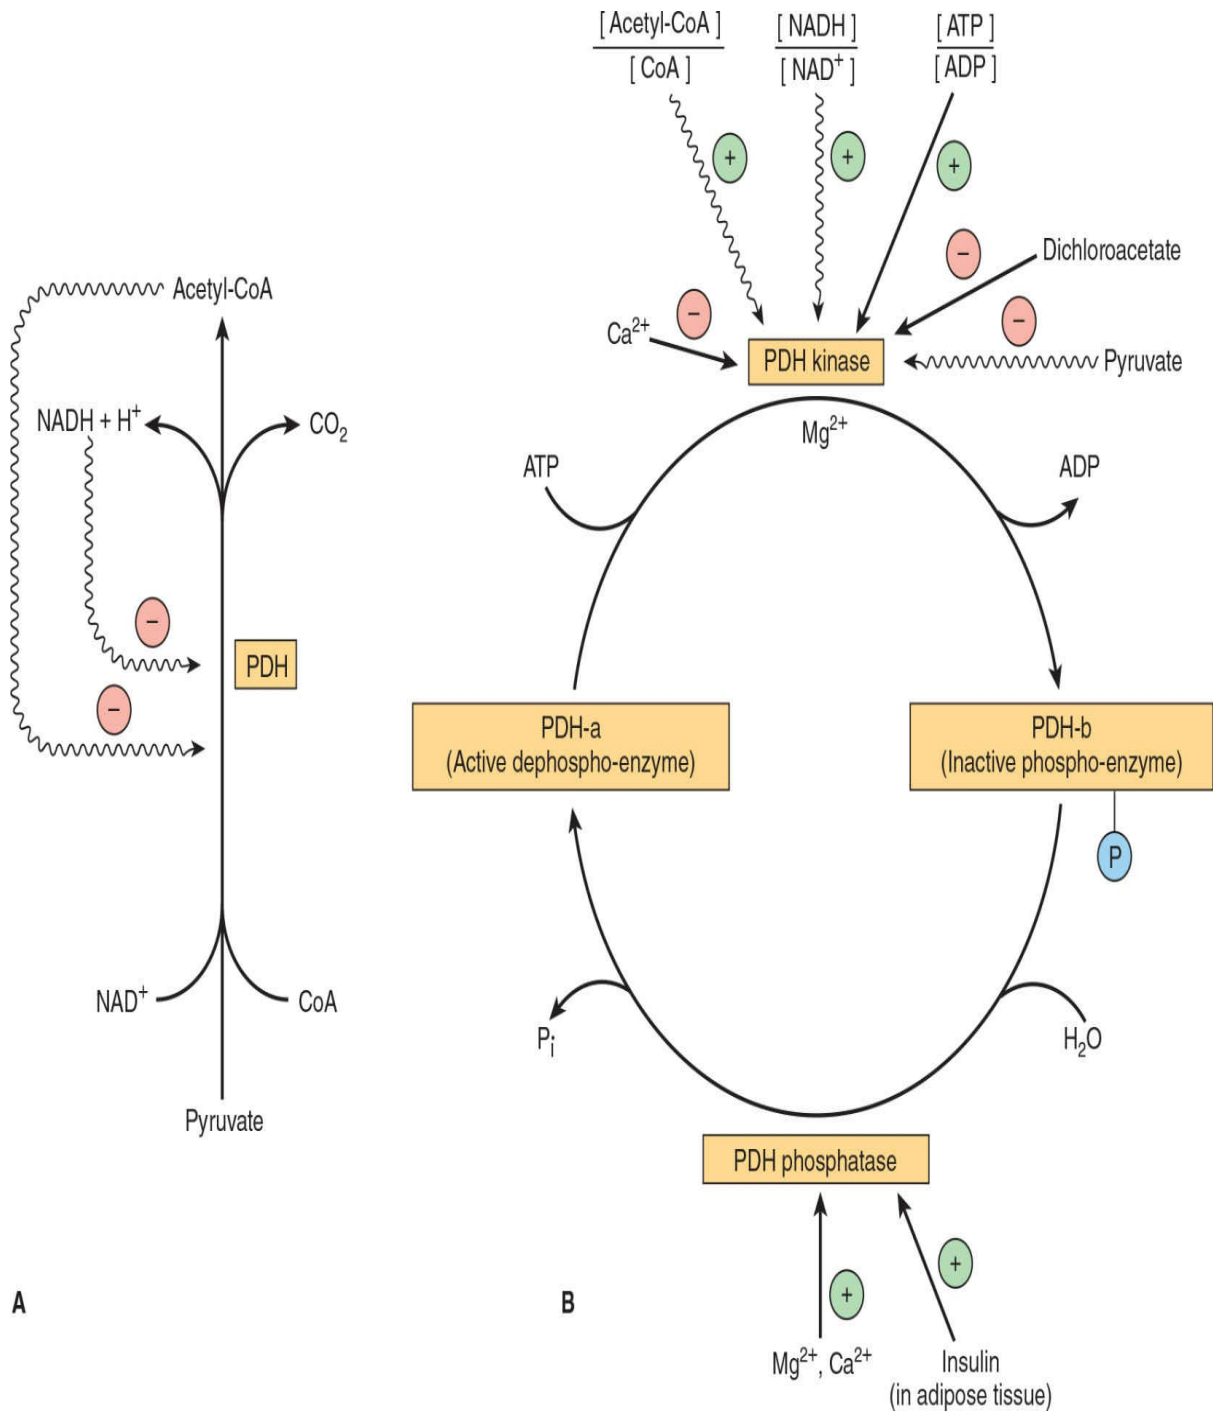 Acetyl-CoA
NADH + H⁺
CO₂
−
PDH
−
NAD⁺
CoA
Pyruvate
A
[ Acetyl-CoA ]
[ CoA ]
[ NADH ]
[ NAD⁺ ]
[ ATP ]
[ ADP ]
+
+
+
−
Dichloroacetate
Ca²⁺
−
−
PDH kinase
Pyruvate
Mg²⁺
ATP
ADP
PDH-a
(Active dephospho-enzyme)
PDH-b
(Inactive phospho-enzyme)
P
Pᵢ
H₂O
PDH phosphatase
+
+
Mg²⁺, Ca²⁺
Insulin
(in adipose tissue)
B